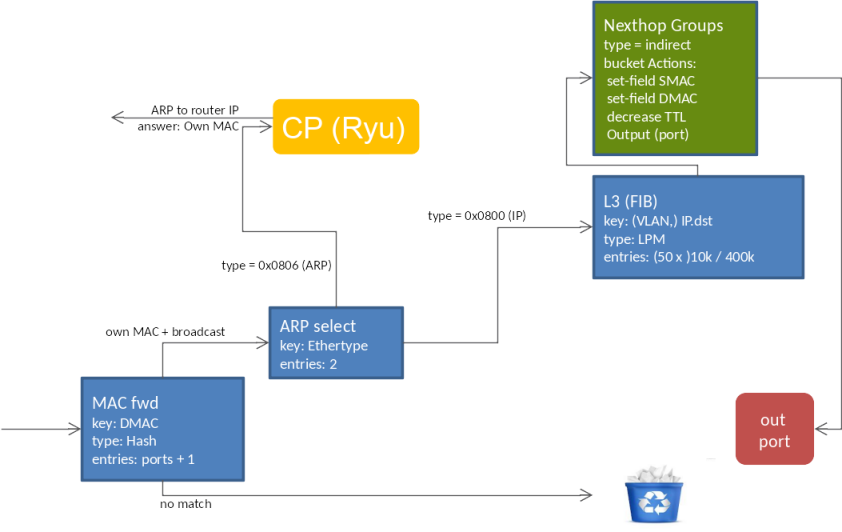 Nexthop Groups
type = indirect
bucket Actions:
set-field SMAC
set-field DMAC
decrease TTL
Output (port)
ARP to router IP
answer: Own MAC
CP (Ryu)
L3 (FIB)
key: (VLAN,) IP.dst
type: LPM
entries: (50 x )10k / 400k
type = 0x0800 (IP)
type = 0x0806 (ARP)
ARP select
key: Ethertype
entries: 2
own MAC + broadcast
MAC fwd
key: DMAC
type: Hash
entries: ports + 1
out
port
no match